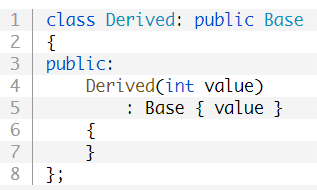 1 class Derived: public Base
2 {
3 public:
4     Derived(int value)
5         : Base { value }
6     {
7     }
8 };